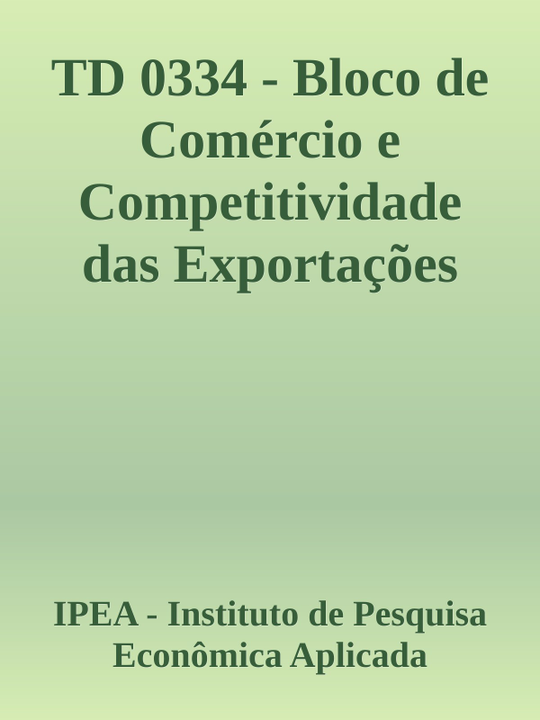 TD 0334 - Bloco de
Comércio e
Competitividade
das Exportações
IPEA - Instituto de Pesquisa
Econômica Aplicada